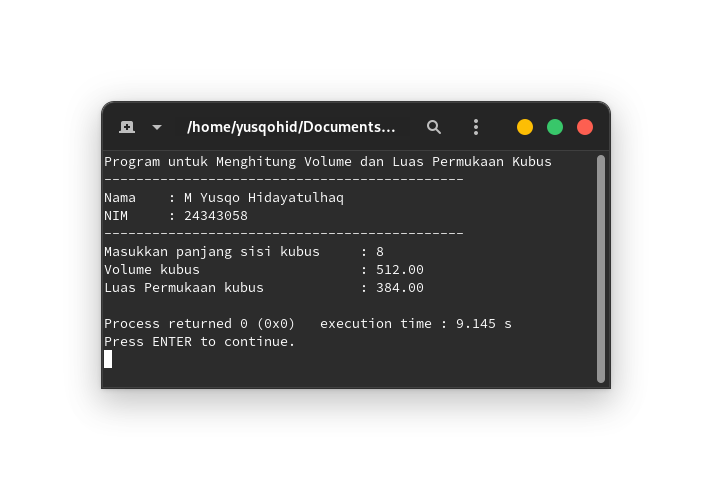 /home/yusqohid/Documents...
Program untuk Menghitung Volume dan Luas Permukaan Kubus
---------------------------------------------
Nama    : M Yusqo Hidayatulhaq
NIM     : 24343058
---------------------------------------------
Masukkan panjang sisi kubus     : 8
Volume kubus                    : 512.00
Luas Permukaan kubus            : 384.00
Process returned 0 (0x0)   execution time : 9.145 s
Press ENTER to continue.